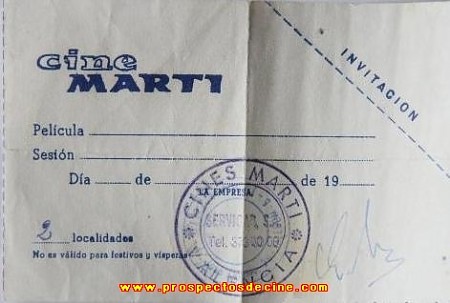 cine
MARTI
INVITACION
Película
Sesión
Día de de 19
LA EMPRESA
2 localidades
No es válido para festivos y vísperas
CINES MARTI
VALENCIA
Tel.
www.prospectosdecine.com